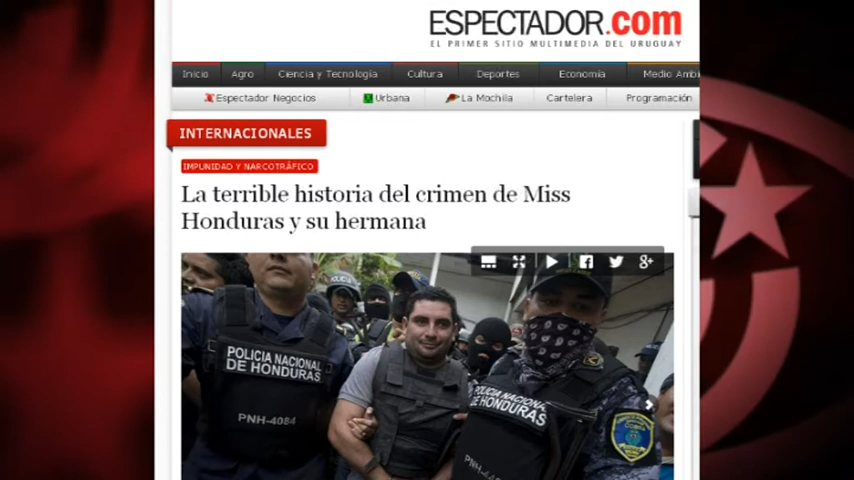 ESPECTADOR.com
EL PRIMER SITIO MULTIMEDIA DEL URUGUAY
Inicio Agro Ciencia y Tecnología Cultura Deportes Economía Medio Ambi
Espectador Negocios Urbana La Mochila Cartelera Programación
INTERNACIONALES
IMPUNIDAD Y NARCOTRÁFICO
La terrible historia del crimen de Miss
Honduras y su hermana
POLICIA NACIONAL
DE HONDURAS
PNH-4084
POLICIA NACIONAL
DE HONDURAS